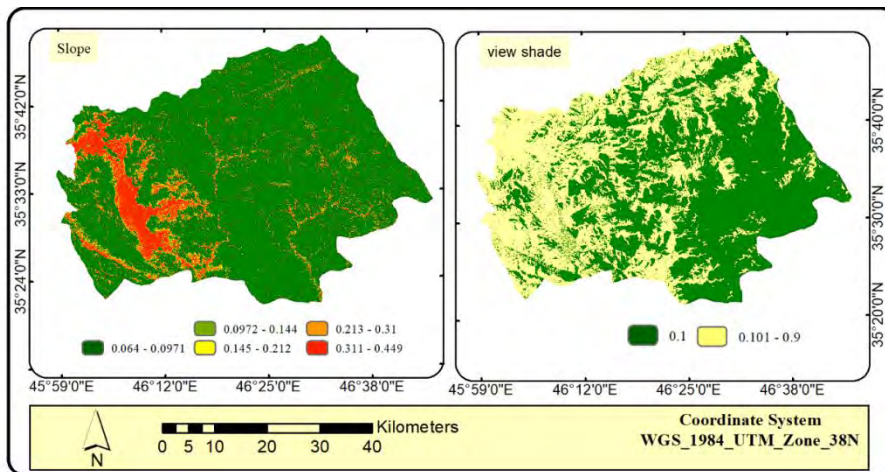 Slope
35°42'0"N
35°33'0"N
35°24'0"N
0.0972 - 0.144
0.213 - 0.31
0.064 - 0.0971
0.145 - 0.212
0.311 - 0.449
45°59'0"E
46°12'0"E
46°25'0"E
46°38'0"E
view shade
35°40'0"N
35°30'0"N
35°20'0"N
0.1
0.101 - 0.9
45°59'0"E
46°12'0"E
46°25'0"E
46°38'0"E
N
Kilometers
0 5 10 20 30 40
Coordinate System
WGS_1984_UTM_Zone_38N